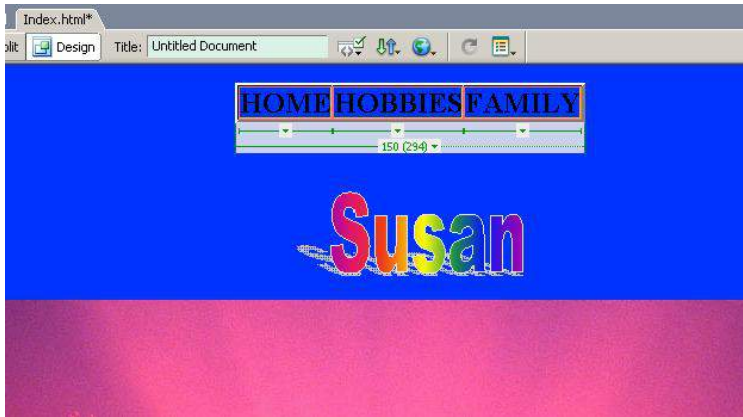 Index.html*
plit Design Title: Untitled Document
HOME HOBBIES FAMILY
150 (294)
Susan